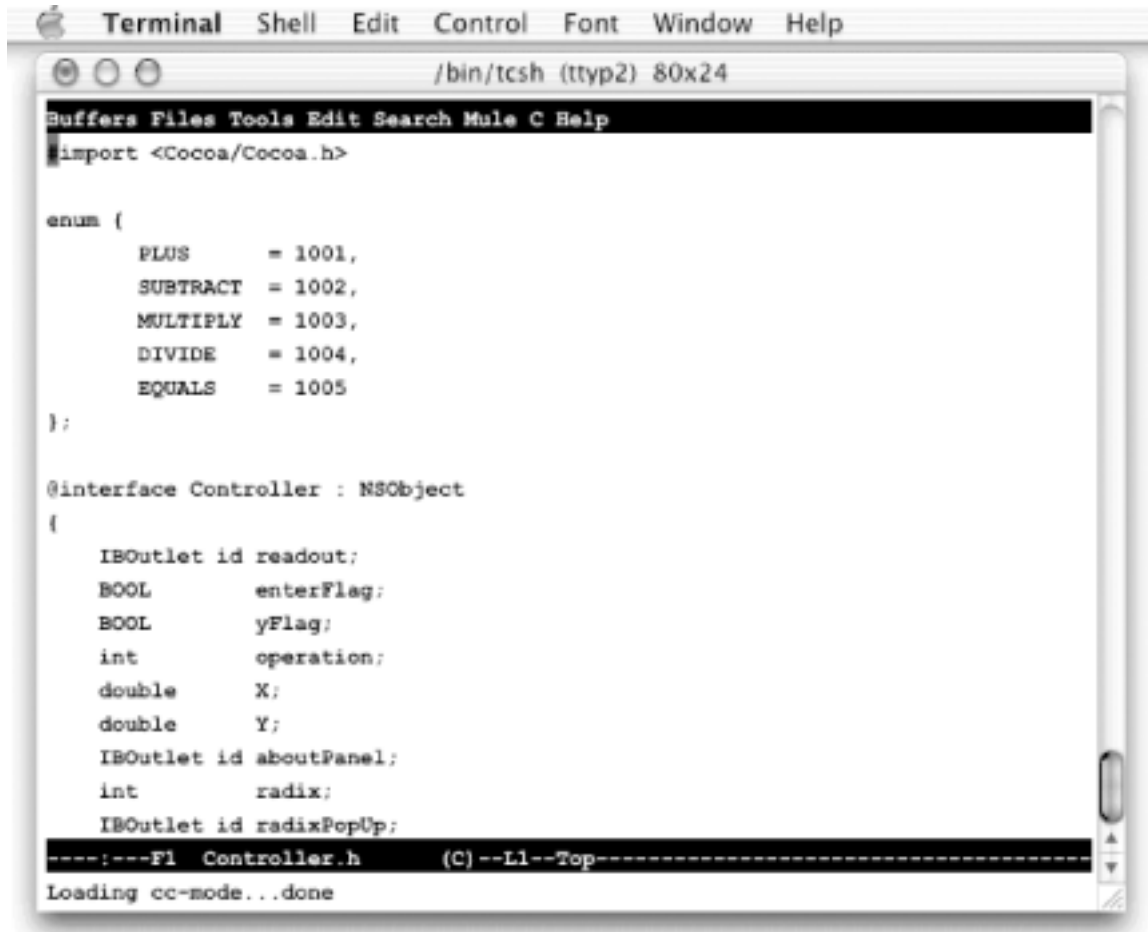 Terminal Shell Edit Control Font Window Help
/bin/tcsh (ttyp2) 80x24
Buffers Files Tools Edit Search Mule C Help
#import <Cocoa/Cocoa.h>
enum {
PLUS = 1001,
SUBTRACT = 1002,
MULTIPLY = 1003,
DIVIDE = 1004,
EQUALS = 1005
};
@interface Controller : NSObject
{
IBOutlet id readout;
BOOL enterFlag;
BOOL yFlag;
int operation;
double X;
double Y;
IBOutlet id aboutPanel;
int radix;
IBOutlet id radixPopUp;
----:---F1 Controller.h (C)--L1--Top--------------------------------------
Loading cc-mode...done